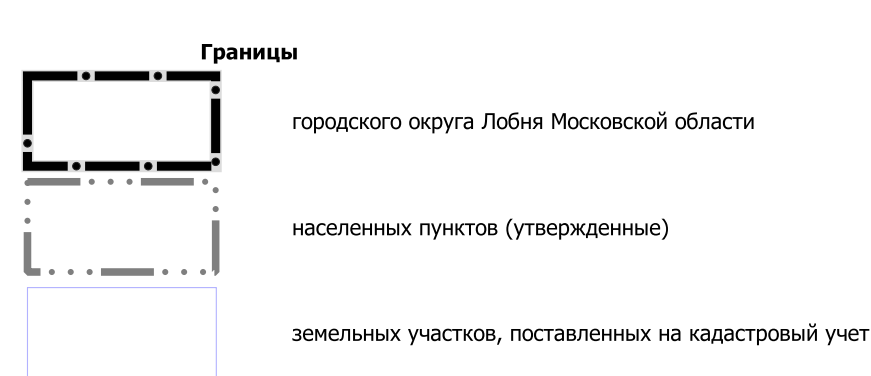 Границы
городского округа Лобня Московской области
населенных пунктов (утвержденные)
земельных участков, поставленных на кадастровый учет